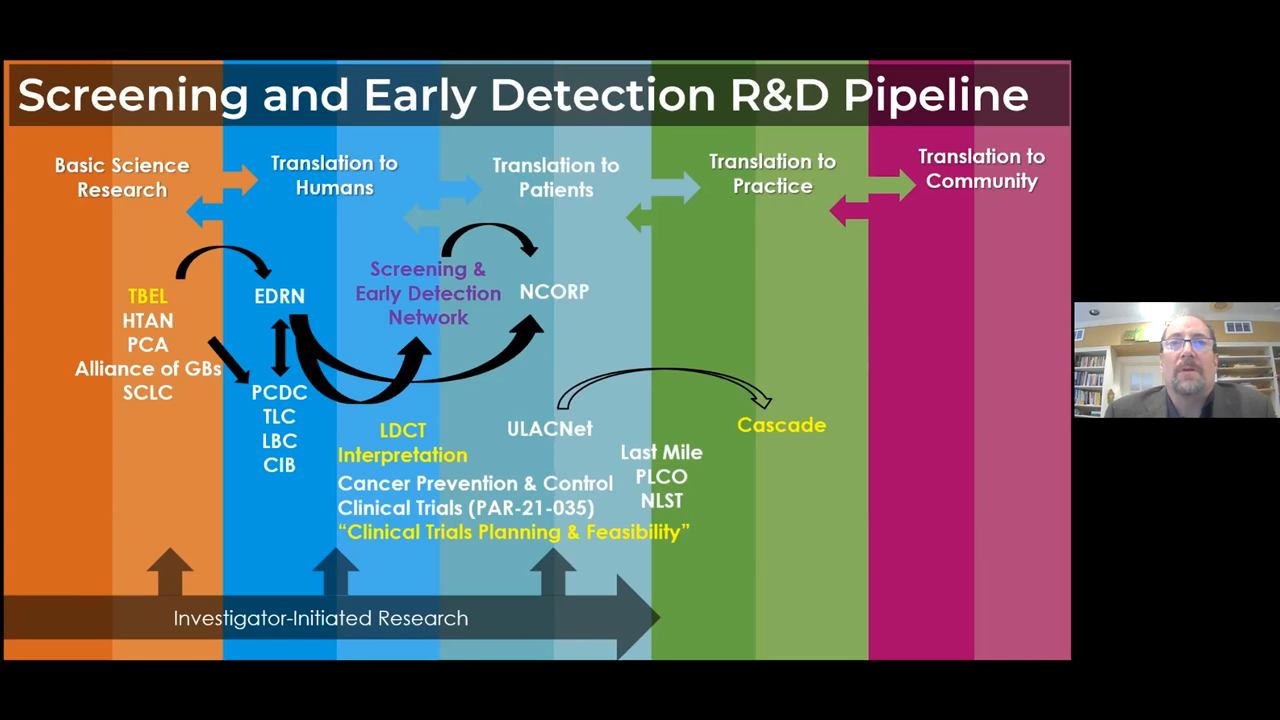 Screening and Early Detection R&D Pipeline
Basic Science
Research
Translation to
Humans
Translation to
Patients
Translation to
Practice
Translation to
Community
TBEL
HTAN
PCA
Alliance of GBs
SCLC
EDRN
PCDC
TLC
LBC
CIB
Screening &
Early Detection
Network
NCORP
LDCT
Interpretation
ULACNet
Cancer Prevention & Control
Clinical Trials (PAR-21-035)
“Clinical Trials Planning & Feasibility”
Last Mile
PLCO
NLST
Cascade
Investigator-Initiated Research